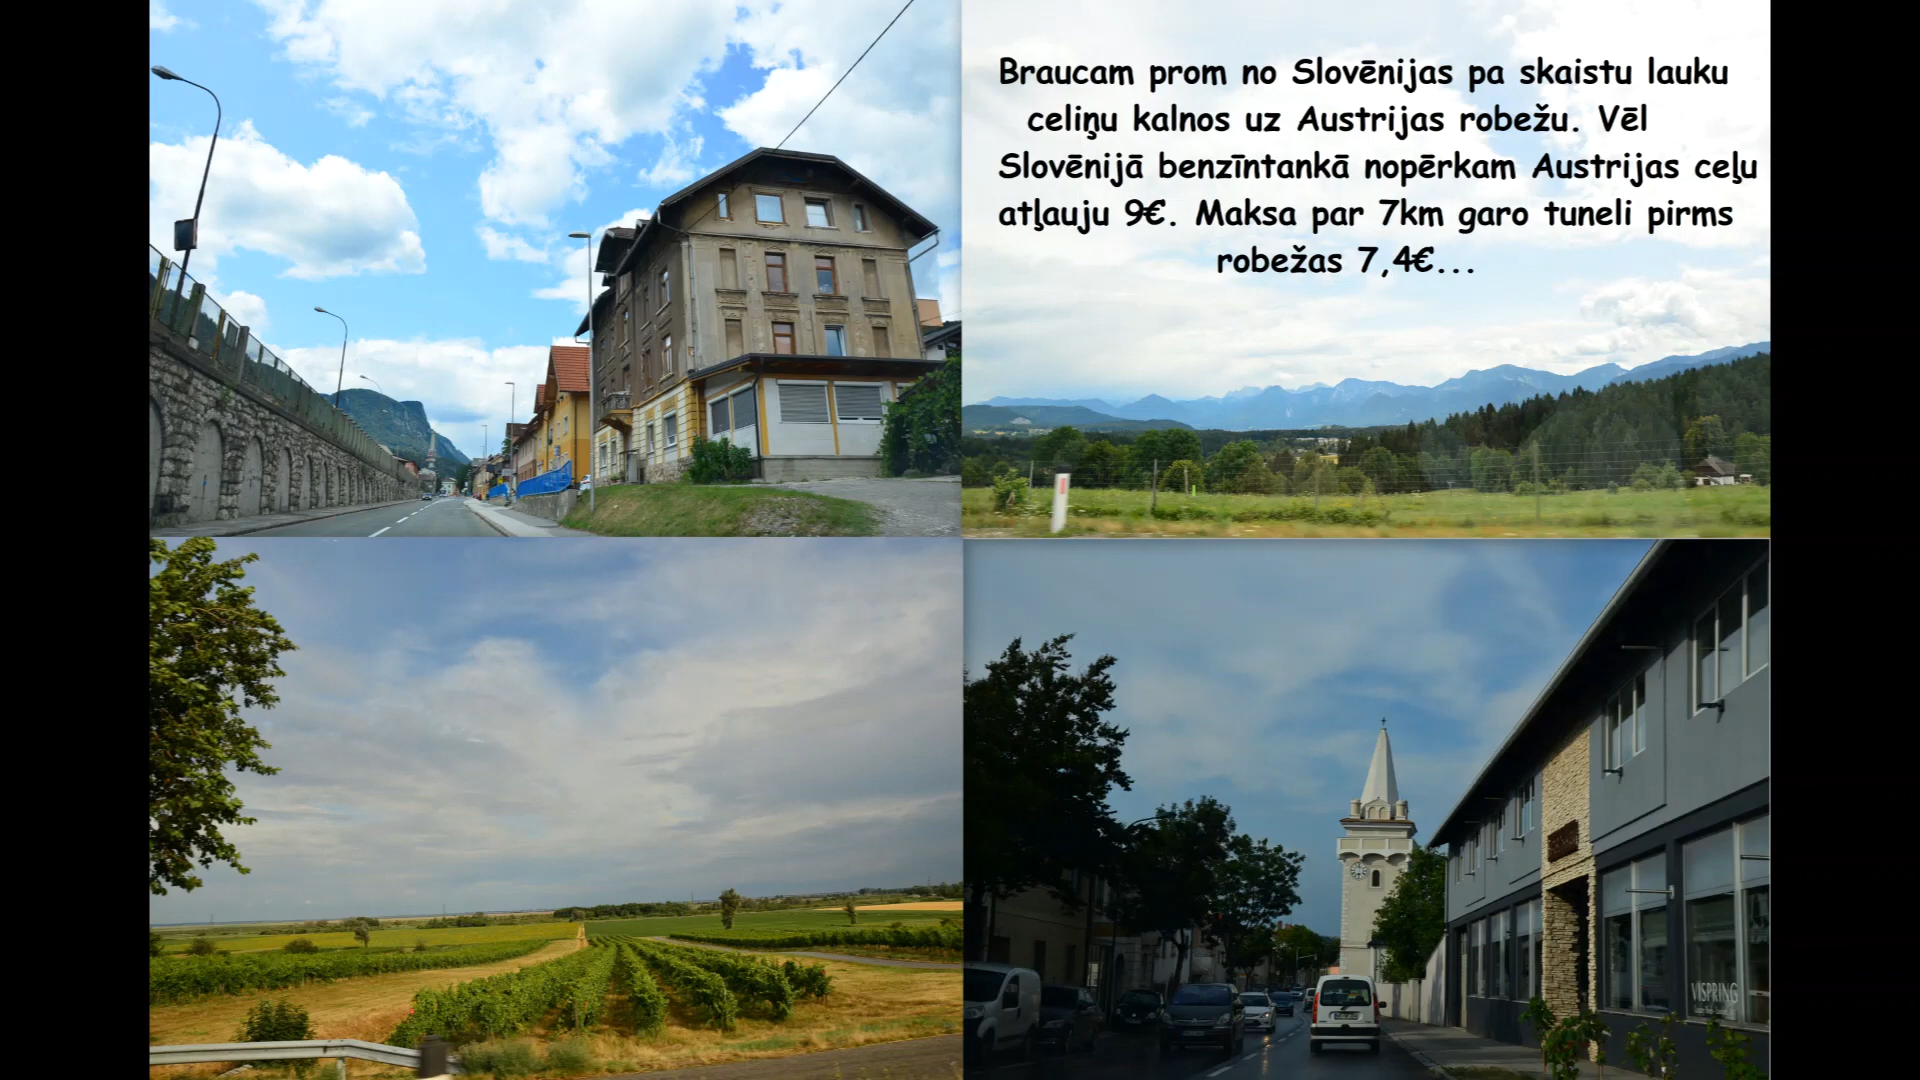 Braucam prom no Slovēnijas pa skaistu lauku
celiņu kalnos uz Austrijas robežu. Vēl
Slovēnijā benzīntankā nopērkam Austrijas ceļu
atļauju 9€. Maksa par 7km garo tuneli pirms
robežas 7,4€...
VISPRING